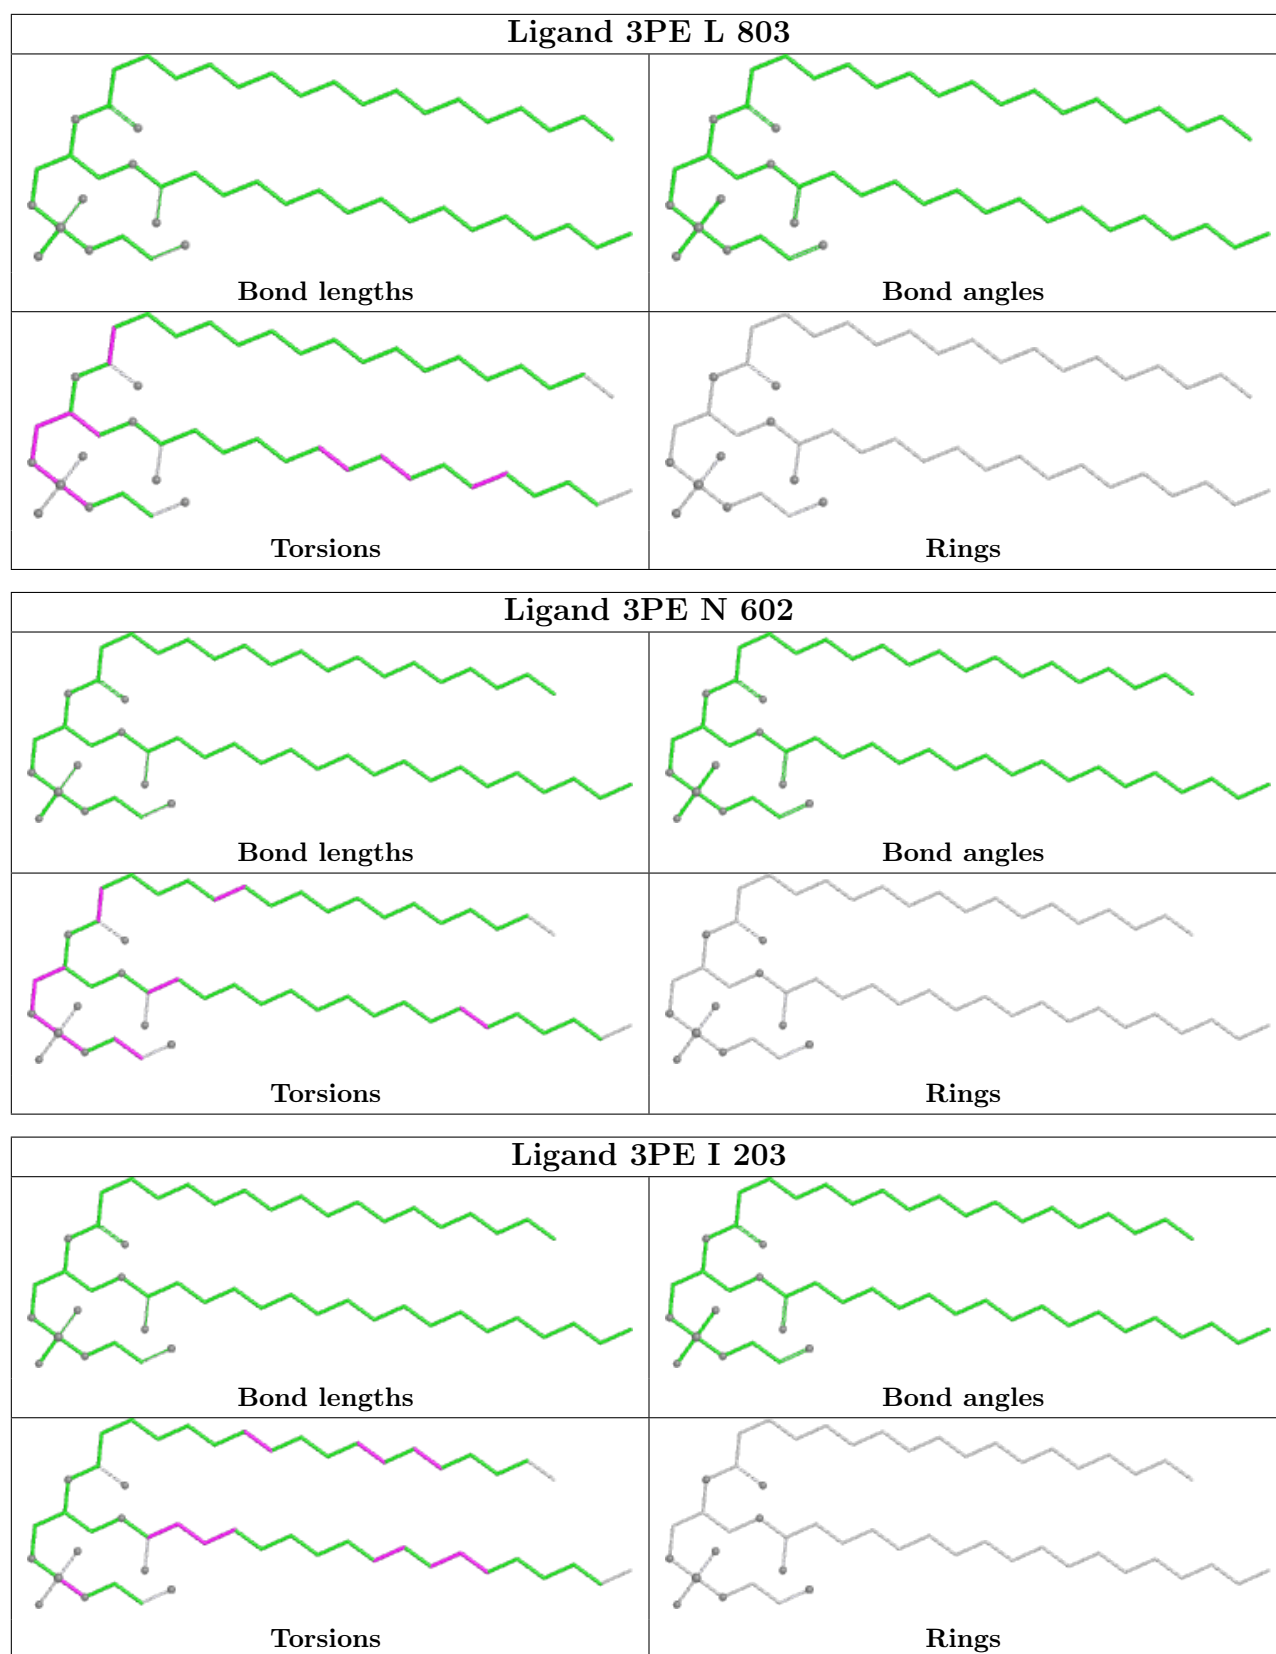 Ligand 3PE L 803
Bond lengths
Bond angles
Torsions
Rings
Ligand 3PE N 602
Bond lengths
Bond angles
Torsions
Rings
Ligand 3PE I 203
Bond lengths
Bond angles
Torsions
Rings